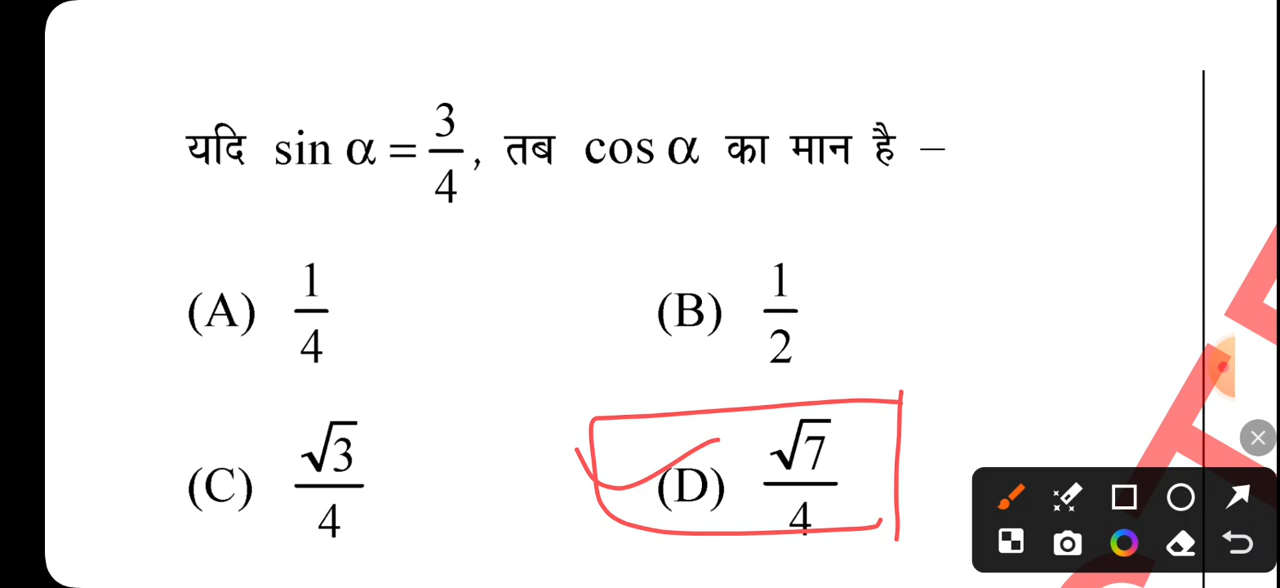 यदि sin α = 3/4, तब cos α का मान है –
(A) 1/4 (B) 1/2
(C) √3/4 (D) √7/4